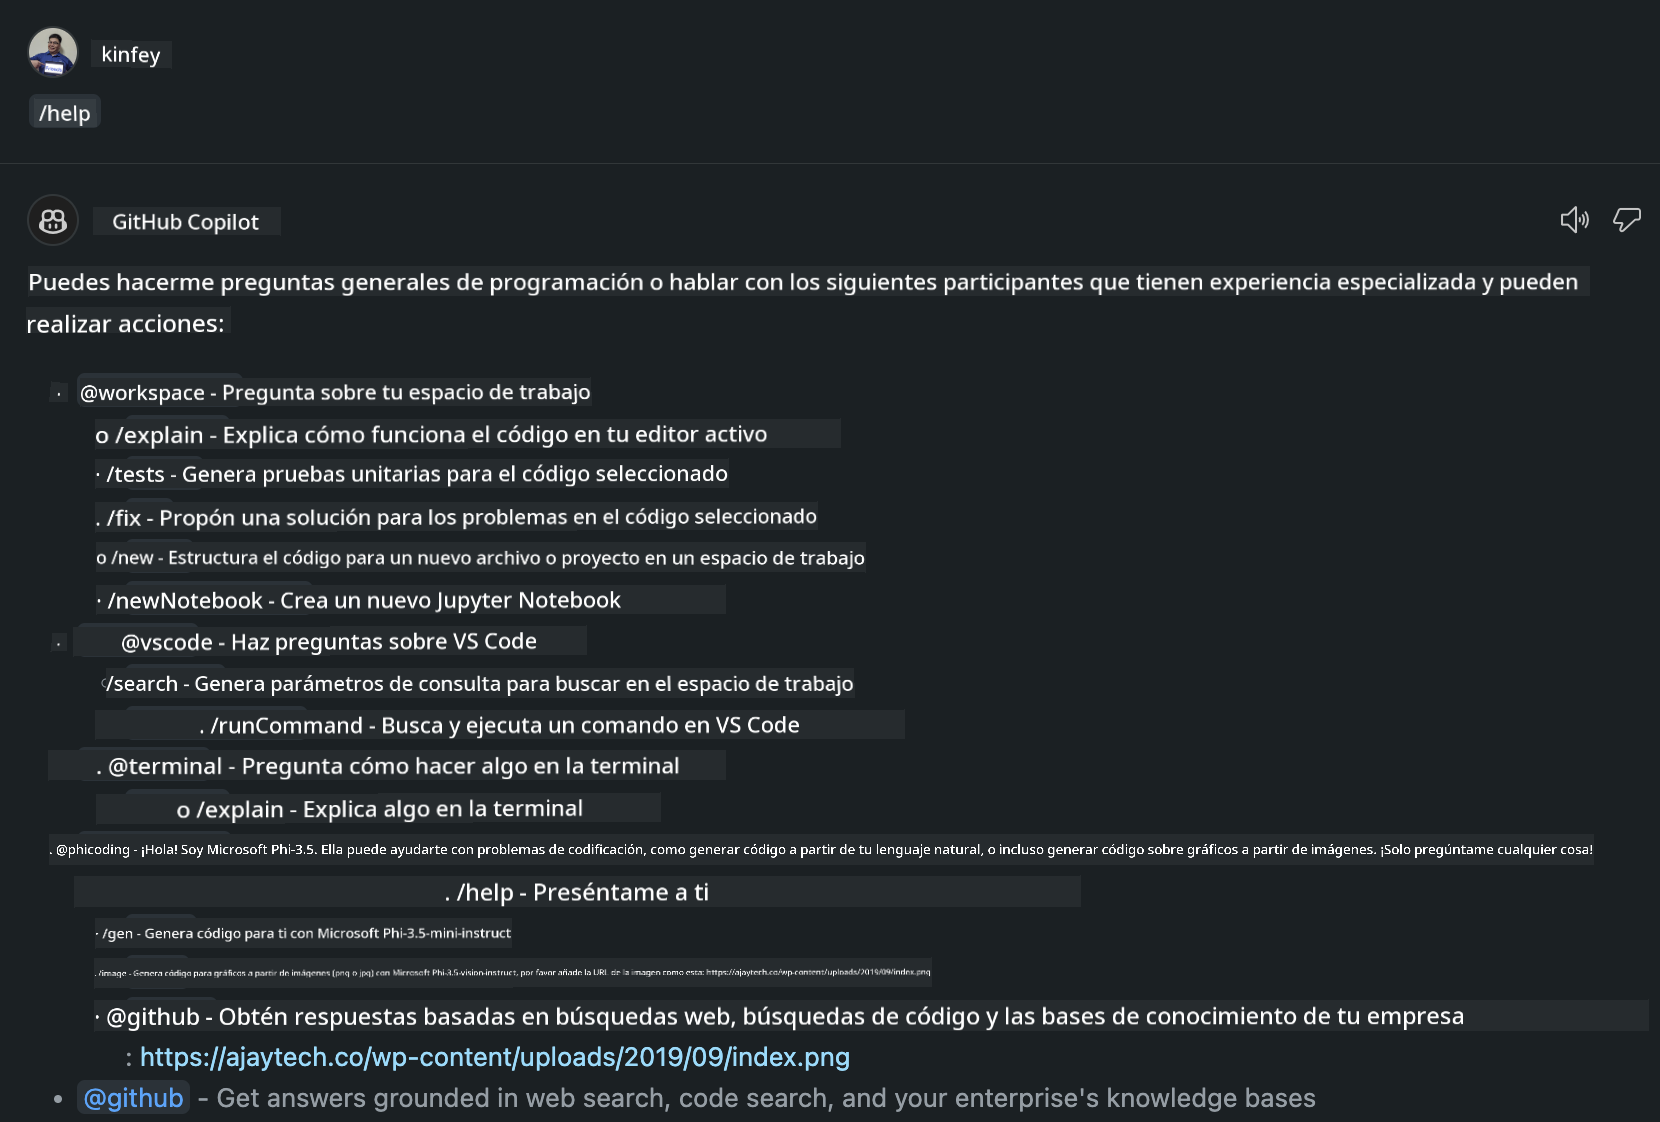 kinfey
/help
GitHub Copilot
Puedes hacerme preguntas generales de programación o hablar con los siguientes participantes que tienen experiencia especializada y pueden
realizar acciones:
· @workspace - Pregunta sobre tu espacio de trabajo
o /explain - Explica cómo funciona el código en tu editor activo
· /tests - Genera pruebas unitarias para el código seleccionado
. /fix - Propón una solución para los problemas en el código seleccionado
o /new - Estructura el código para un nuevo archivo o proyecto en un espacio de trabajo
· /newNotebook - Crea un nuevo Jupyter Notebook
· @vscode - Haz preguntas sobre VS Code
/search - Genera parámetros de consulta para buscar en el espacio de trabajo
. /runCommand - Busca y ejecuta un comando en VS Code
. @terminal - Pregunta cómo hacer algo en la terminal
o /explain - Explica algo en la terminal
. @phicoding - ¡Hola! Soy Microsoft Phi-3.5. Ella puede ayudarte con problemas de codificación, como generar código a partir de tu lenguaje natural, o incluso generar código sobre gráficos a partir de imágenes. ¡Solo pregúntame cualquier cosa!
. /help - Preséntame a ti
· /gen - Genera código para ti con Microsoft Phi-3.5-mini-instruct
. /image - Genera código para gráficos a partir de imágenes (png o jpg) con Microsoft Phi-3.5-vision-instruct, por favor añade la URL de la imagen como esta: https://ajaytech.co/wp-content/uploads/2019/09/index.png
· @github - Obtén respuestas basadas en búsquedas web, búsquedas de código y las bases de conocimiento de tu empresa
: https://ajaytech.co/wp-content/uploads/2019/09/index.png
• @github - Get answers grounded in web search, code search, and your enterprise's knowledge bases